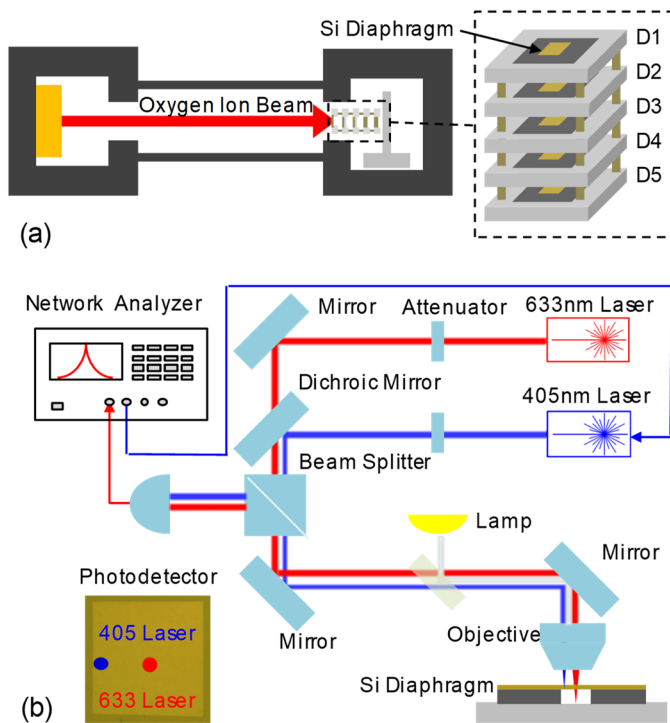 Si Diaphragm
D1
D2
D3
D4
D5
Oxygen Ion Beam
(a)
Network Analyzer
Mirror
Attenuator
633nm Laser
Dichroic Mirror
405nm Laser
Beam Splitter
Lamp
Mirror
Photodetector
Mirror
405 Laser
633 Laser
Objective
Si Diaphragm
(b)